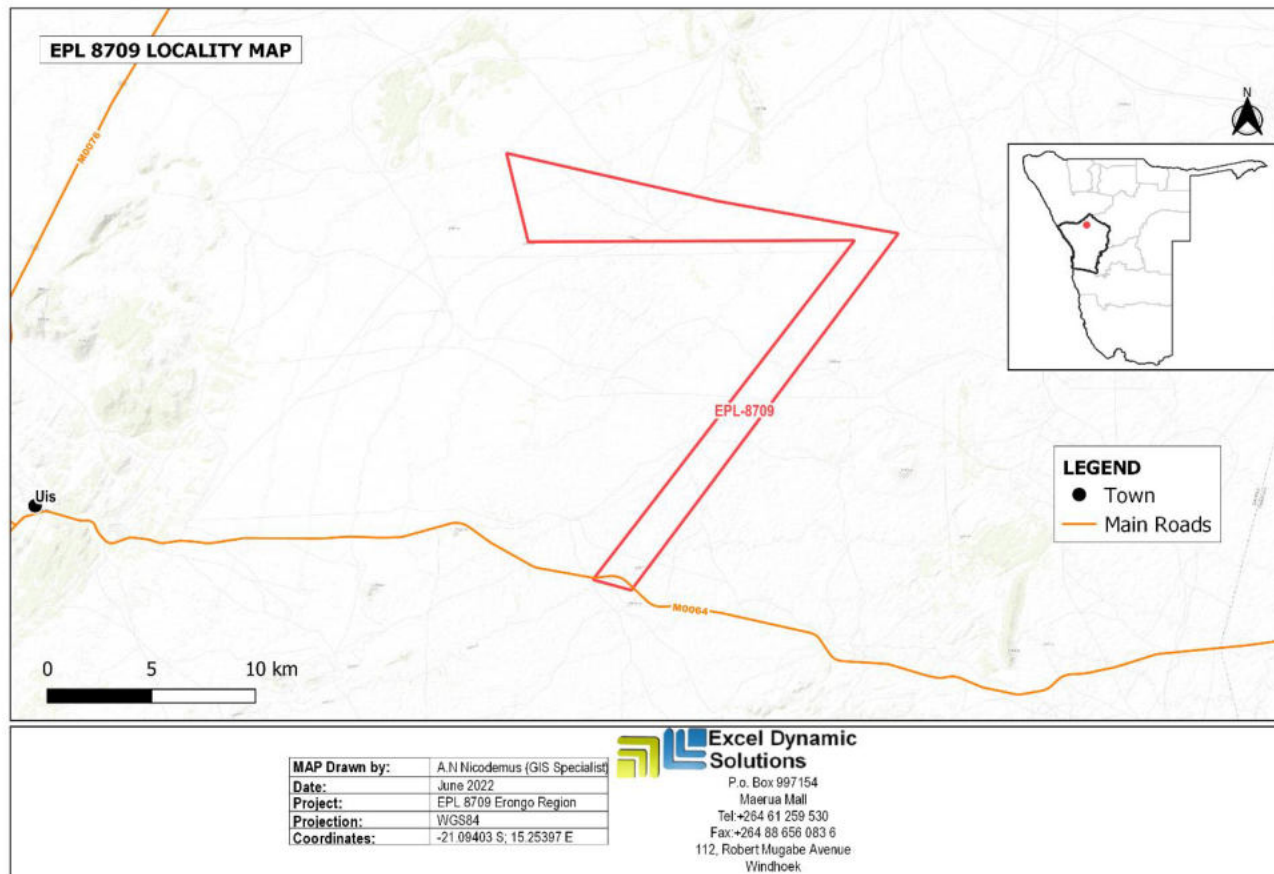 EPL 8709 LOCALITY MAP
M0076
N
EPL-8709
Uis
LEGEND
Town
Main Roads
M0064
0 5 10 km
MAP Drawn by: A.N Nicodemus (GIS Specialist)
Date: June 2022
Project: EPL 8709 Erongo Region
Projection: WGS84
Coordinates: -21.09403 S; 15.25397 E
Excel Dynamic
Solutions
P.o. Box 997154
Maerua Mall
Tel:+264 61 259 530
Fax:+264 88 656 083 6
112, Robert Mugabe Avenue
Windhoek